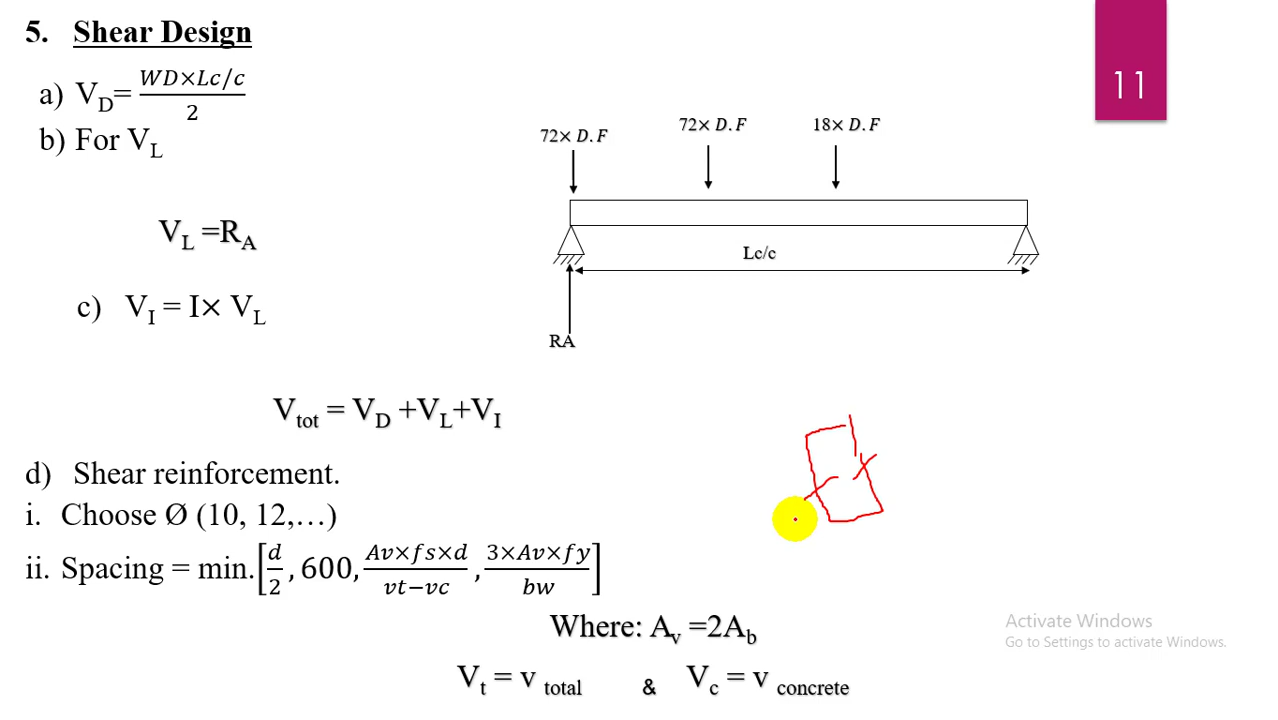 5. Shear Design
11
a) VD= WD×Lc/c / 2
b) For VL
72× D.F 72× D.F 18× D.F
VL =RA
Lc/c
c) VI = I× VL
RA
Vtot = VD +VL+VI
d) Shear reinforcement.
i. Choose Ø (10, 12,…)
ii. Spacing = min.[d/2, 600, Av×fs×d / vt−vc, 3×Av×fy / bw]
Where: Av =2Ab
Vt = v total & Vc = v concrete
Activate Windows
Go to Settings to activate Windows.